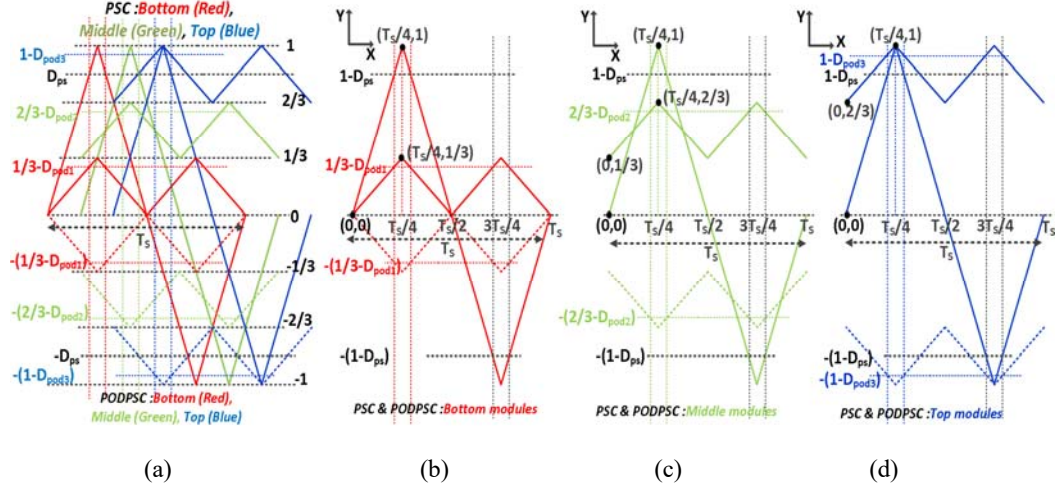 PSC :Bottom (Red),
Middle (Green), Top (Blue)
1-Dpod3
Dps
2/3-Dpod2
1/3-Dpod1
-(1/3-Dpod1)
-(2/3-Dpod2)
-Dps
-(1-Dpod3)
1
2/3
1/3
0
-1/3
-2/3
-1
TS
PODPSC :Bottom (Red),
Middle (Green), Top (Blue)
(a)
Y
X
(TS/4,1)
1-Dps
1/3-Dpod1
(TS/4,1/3)
(0,0)
TS/4
TS/2
3TS/4
TS
TS
-(1/3-Dpod1)
-(1-Dps)
PSC & PODPSC :Bottom modules
(b)
Y
X
(TS/4,1)
1-Dps
(TS/4,2/3)
2/3-Dpod2
(0,1/3)
(0,0)
TS/4
TS/2
3TS/4
TS
TS
-(2/3-Dpod2)
-(1-Dps)
PSC & PODPSC :Middle modules
(c)
Y
X
(TS/4,1)
1-Dpod3
1-Dps
(0,2/3)
(0,0)
TS/4
TS/2
3TS/4
TS
TS
-(1-Dps)
-(1-Dpod3)
PSC & PODPSC :Top modules
(d)